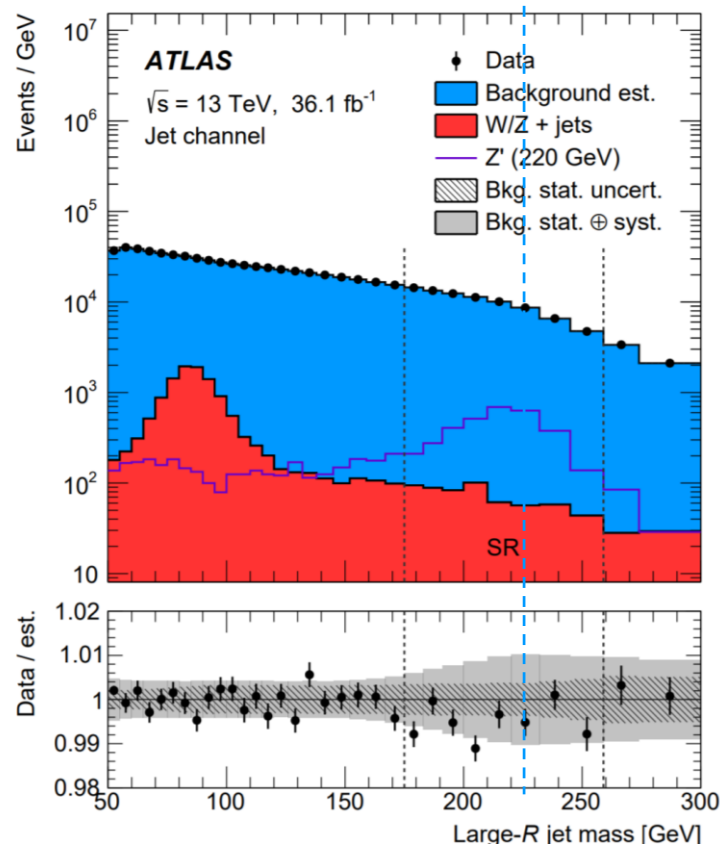 Events / GeV
10⁷
10⁶
10⁵
10⁴
10³
10²
10
ATLAS
√s = 13 TeV, 36.1 fb⁻¹
Jet channel
Data
Background est.
W/Z + jets
Z' (220 GeV)
Bkg. stat. uncert.
Bkg. stat. ⊕ syst.
SR
Data / est.
1.02
1.01
1
0.99
0.98
50 100 150 200 250 300
Large-R jet mass [GeV]